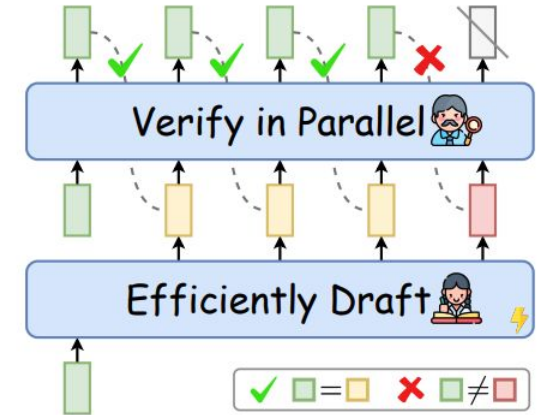 Verify in Parallel
Efficiently Draft
= ≠